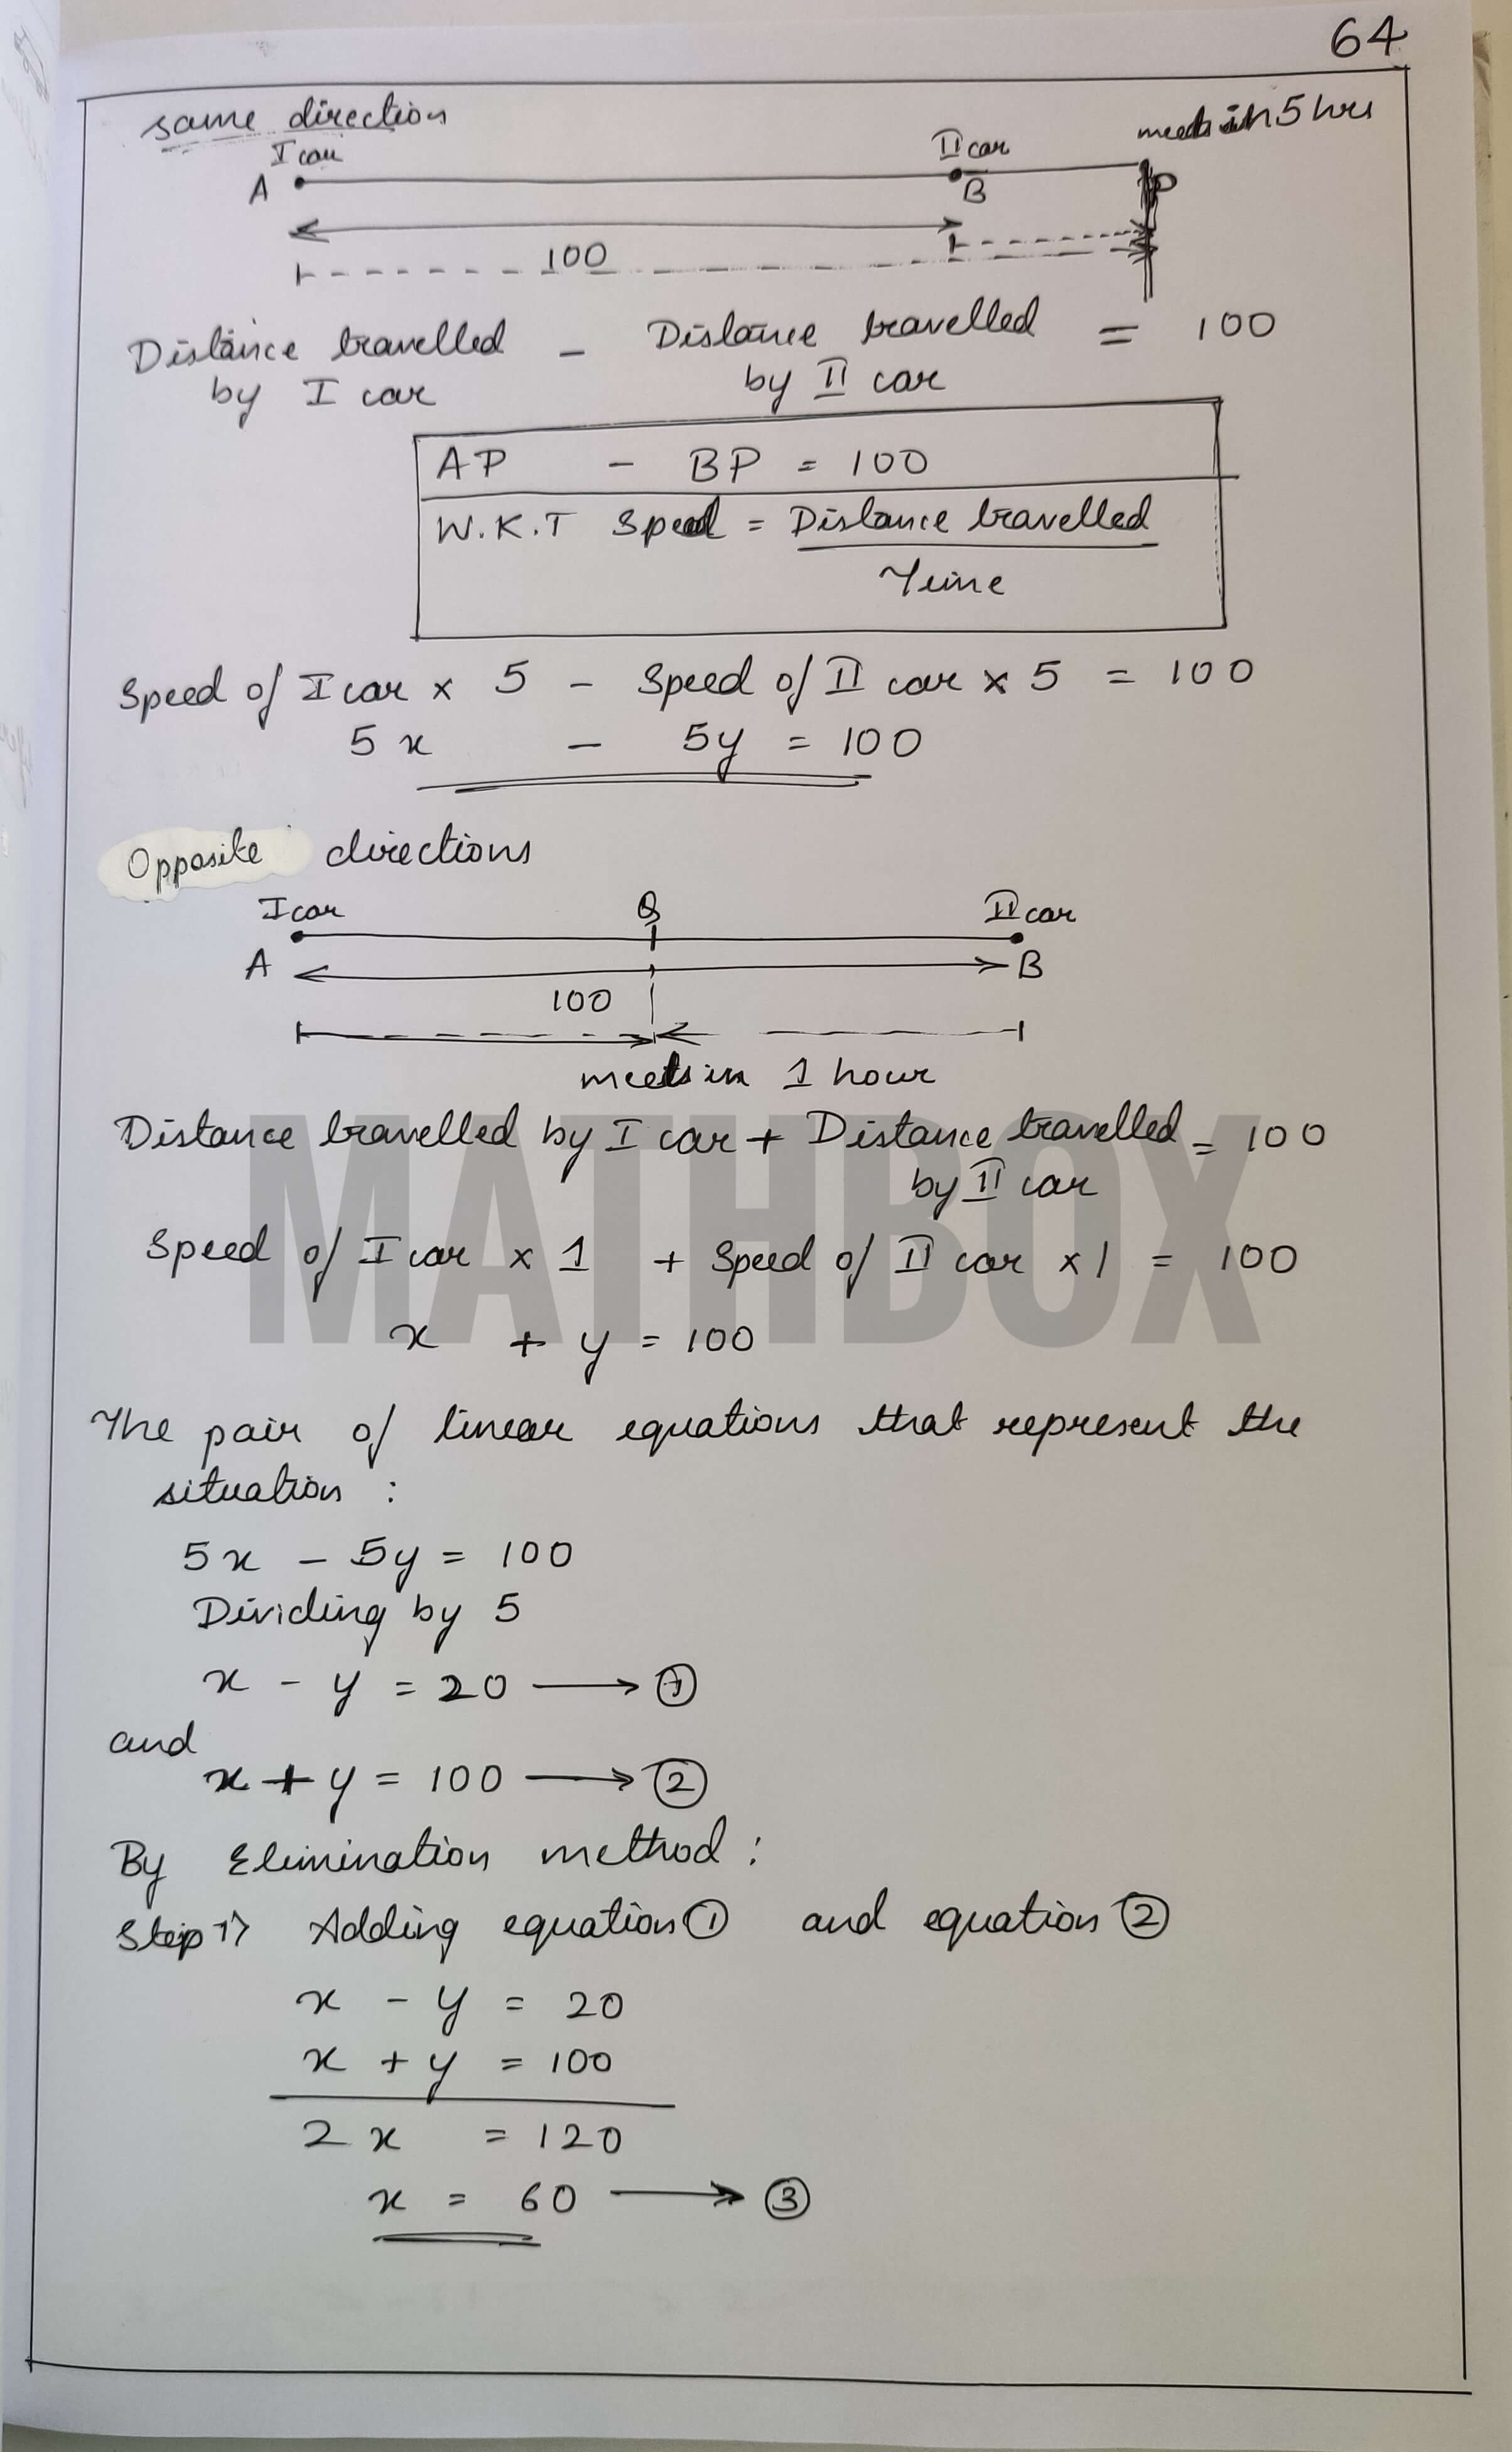 64
same direction
meets in 5 hrs
I car
II car
A
B
P
100
Distance travelled - Distance travelled = 100
by I car by II car
AP - BP = 100
W.K.T Speed = Distance travelled
Time
Speed of I car x 5 - Speed of II car x 5 = 100
5x - 5y = 100
Opposite directions
I car
Q
II car
A
B
100
meets in 1 hour
Distance travelled by I car + Distance travelled = 100
by II car
MATHBOX
Speed of I car x 1 + Speed of II car x 1 = 100
x + y = 100
The pair of linear equations that represent the
situation :
5x - 5y = 100
Dividing by 5
x - y = 20 → ①
and
x + y = 100 → ②
By Elimination method :
Step 1> Adding equation ① and equation ②
x - y = 20
x + y = 100
2x = 120
x = 60 → ③